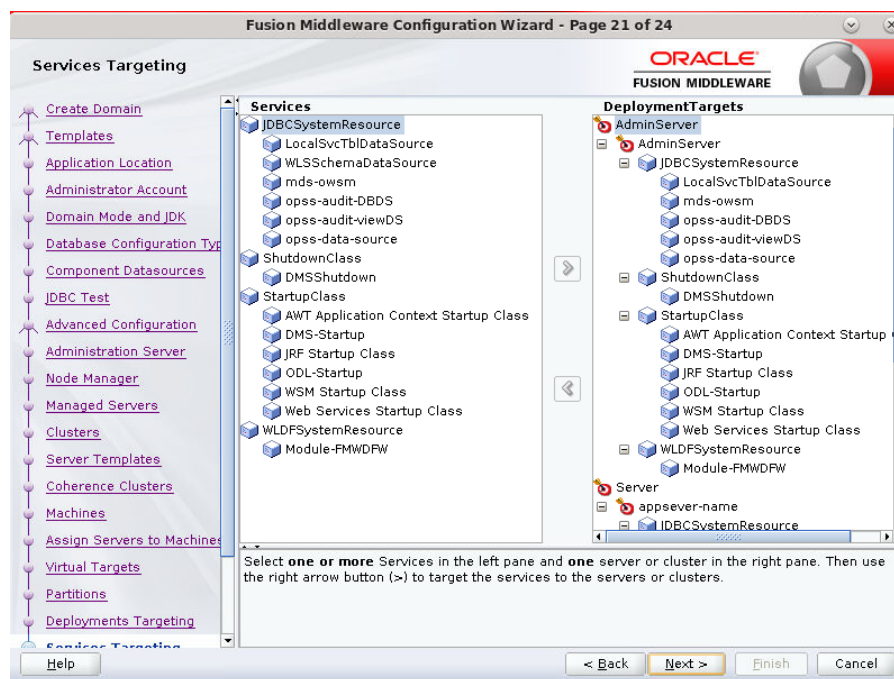 Fusion Middleware Configuration Wizard - Page 21 of 24
Services Targeting
ORACLE
FUSION MIDDLEWARE
Create Domain
Templates
Application Location
Administrator Account
Domain Mode and JDK
Database Configuration Typ
Component Datasources
JDBC Test
Advanced Configuration
Administration Server
Node Manager
Managed Servers
Clusters
Server Templates
Coherence Clusters
Machines
Assign Servers to Machines
Virtual Targets
Partitions
Deployments Targeting
Services Targeting
Services
JDBCSystemResource
LocalSvcTblDataSource
WLSSchemaDataSource
mds-owsm
opss-audit-DBDS
opss-audit-viewDS
opss-data-source
ShutdownClass
DMSShutdown
StartupClass
AWT Application Context Startup Class
DMS-Startup
JRF Startup Class
ODL-Startup
WSM Startup Class
Web Services Startup Class
WLDFSystemResource
Module-FMWDFW
DeploymentTargets
AdminServer
AdminServer
JDBCSystemResource
LocalSvcTblDataSource
mds-owsm
opss-audit-DBDS
opss-audit-viewDS
opss-data-source
ShutdownClass
DMSShutdown
StartupClass
AWT Application Context Startup
DMS-Startup
JRF Startup Class
ODL-Startup
WSM Startup Class
Web Services Startup Class
WLDFSystemResource
Module-FMWDFW
Server
appsever-name
JDBCSystemResource
Select one or more Services in the left pane and one server or cluster in the right pane. Then use
the right arrow button (>) to target the services to the servers or clusters.
Help
< Back
Next >
Finish
Cancel